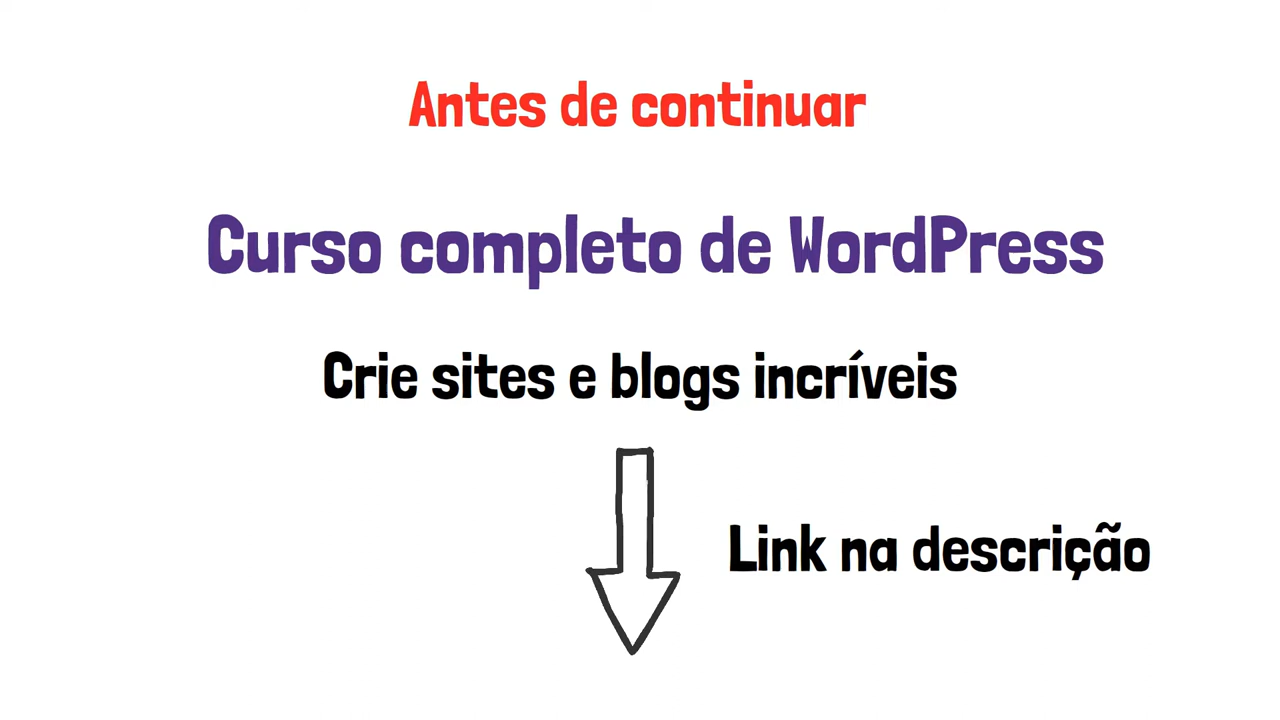 Antes de continuar
Curso completo de WordPress
Crie sites e blogs incríveis
Link na descrição